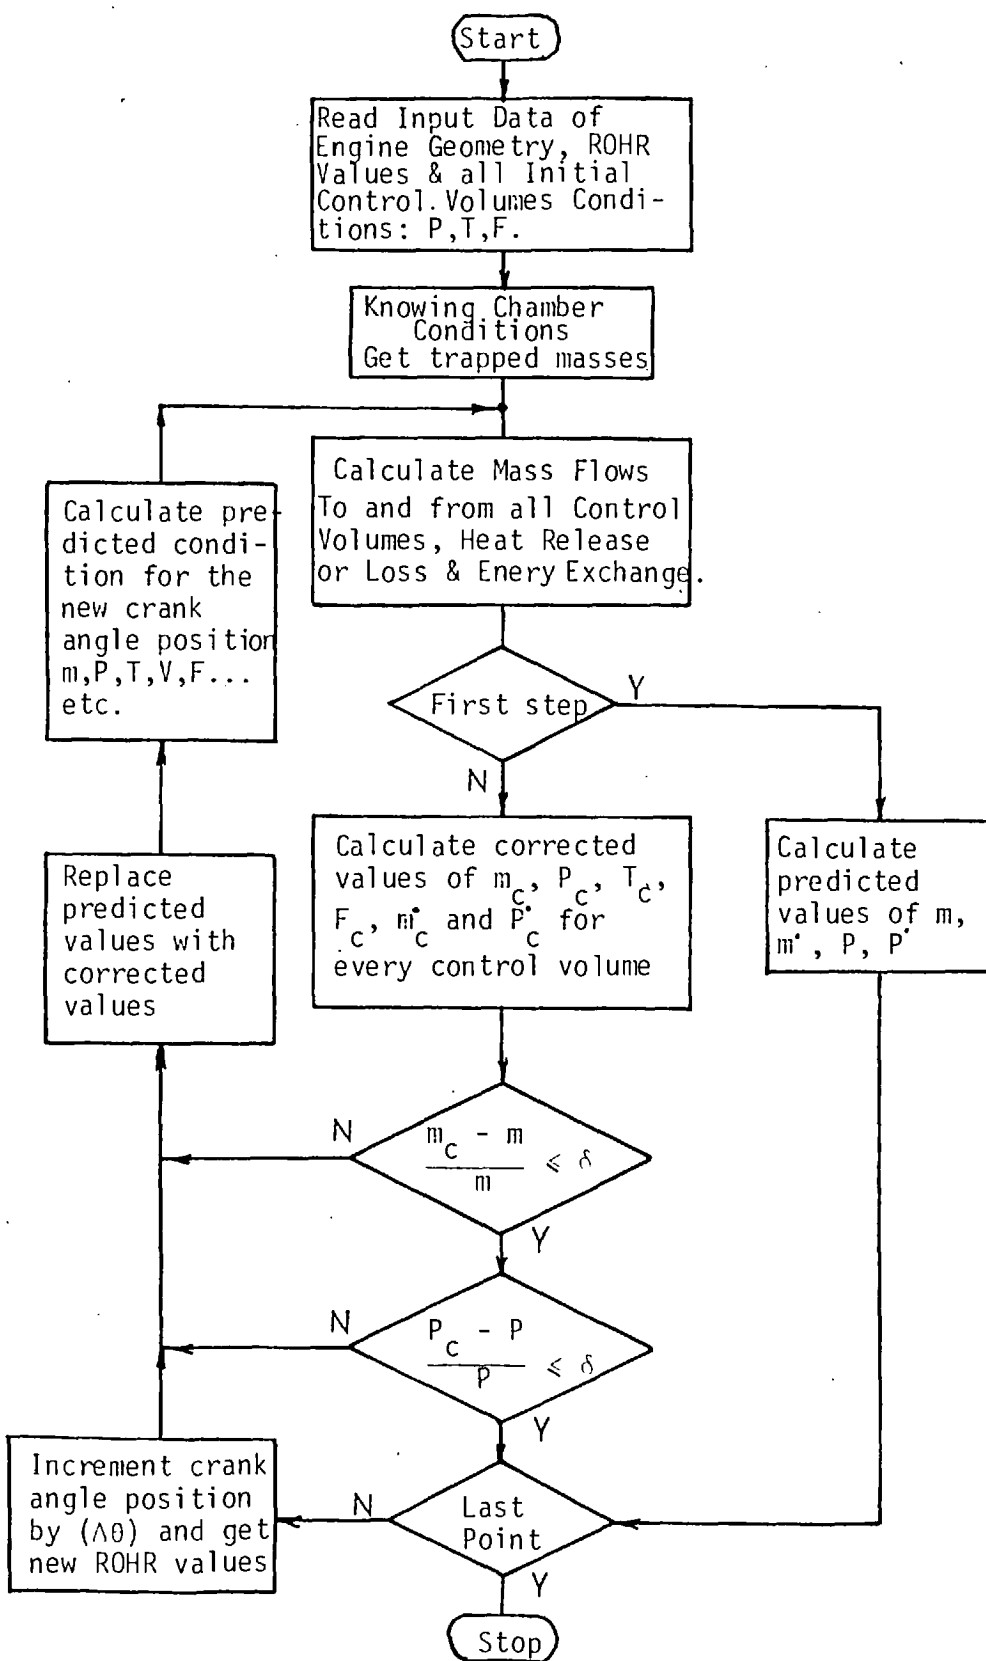 Start
Read Input Data of
Engine Geometry, ROHR
Values & all Initial
Control.Volumes Condi-
tions: P,T,F.
Knowing Chamber
Conditions
Get trapped masses
Calculate Mass Flows
To and from all Control
Volumes, Heat Release
or Loss & Enery Exchange.
Calculate pre-
dicted condi-
tion for the
new crank
angle position
m,P,T,V,F...
etc.
First step
Y
N
Calculate corrected
values of m_c, P_c, T_c,
F_c, m°_c and P°_c for
every control volume
Calculate
predicted
values of m,
m°, P, P°
Replace
predicted
values with
corrected
values
N
m_c - m
m
≤ δ
Y
N
P_c - P
P
≤ δ
Y
Increment crank
angle position
by (Δθ) and get
new ROHR values
N
Last
Point
Y
Stop